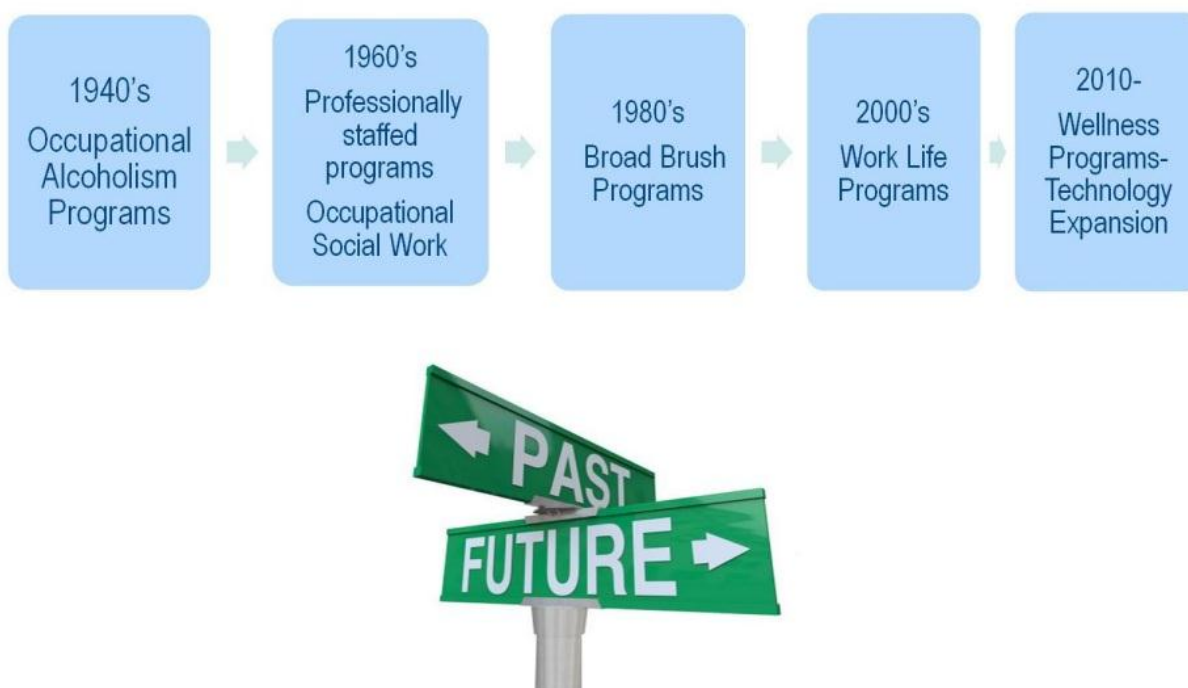 1940's
Occupational
Alcoholism
Programs
1960's
Professionally
staffed
programs
Occupational
Social Work
1980's
Broad Brush
Programs
2000's
Work Life
Programs
2010-
Wellness
Programs-
Technology
Expansion
PAST
FUTURE